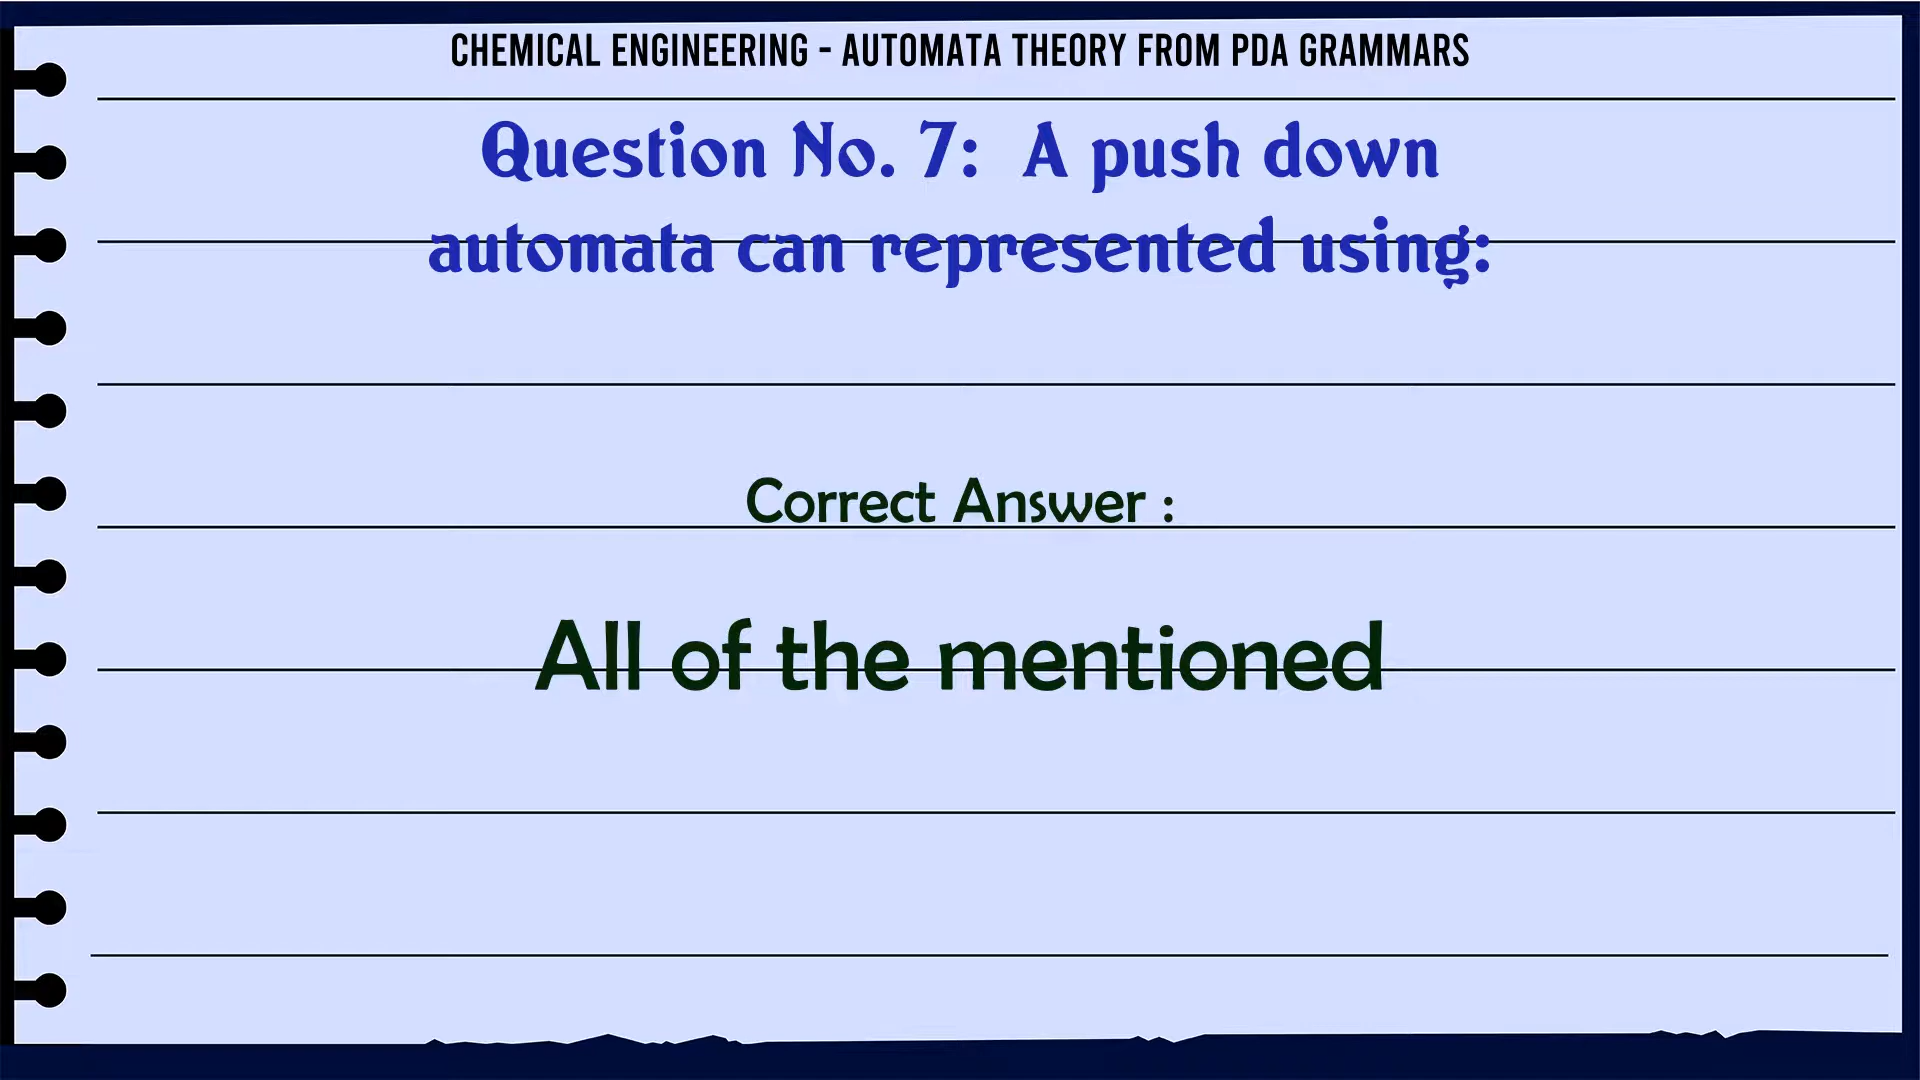 CHEMICAL ENGINEERING - AUTOMATA THEORY FROM PDA GRAMMARS
Question No. 7: A push down
automata can represented using:
Correct Answer :
All of the mentioned